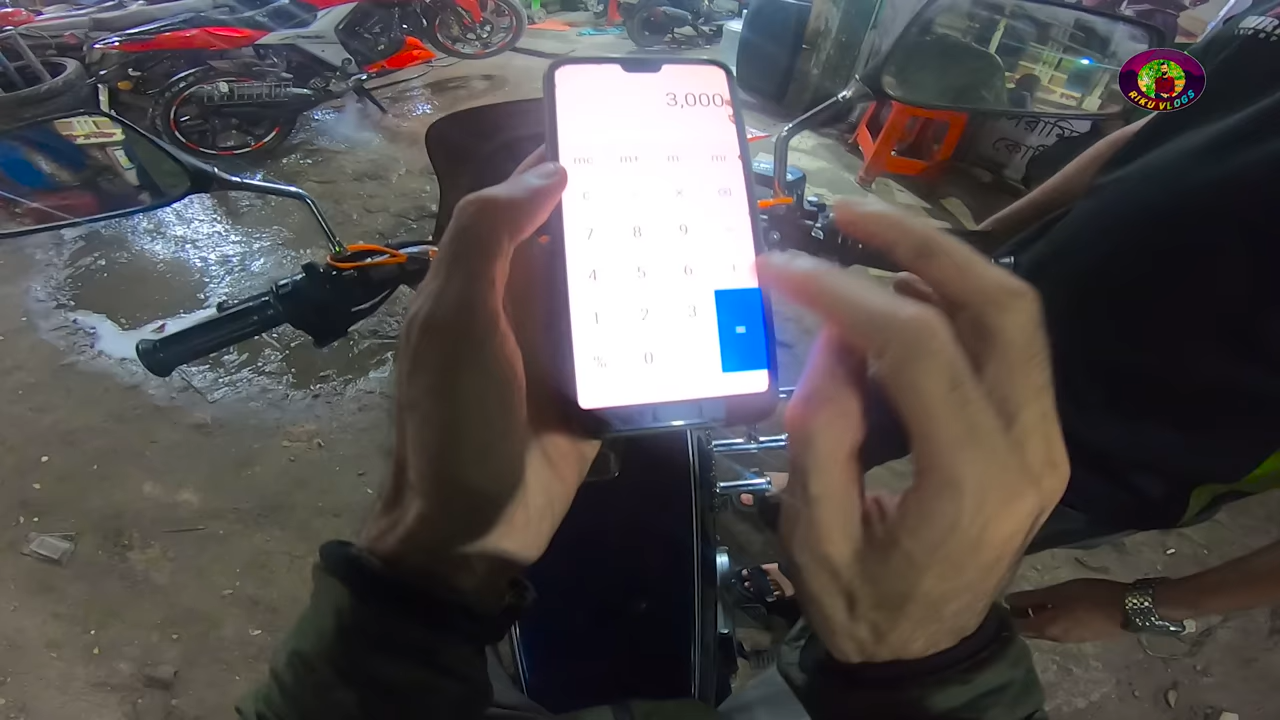 3,000
mc m+ m- mr
C ÷ ×
7 8 9
4 5 6 +
1 2 3
% 0 =
RIKU VLOGS